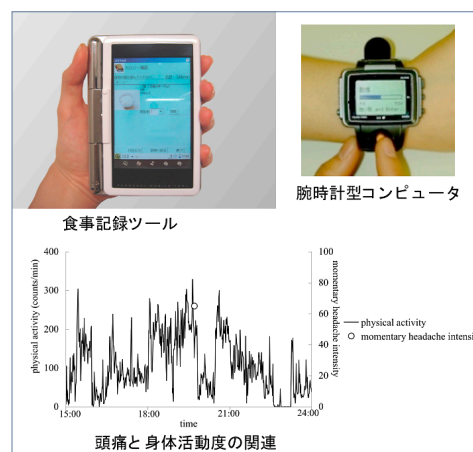 食事記録ツール
腕時計型コンピュータ
400
300
200
100
0
physical activity (counts/min)
100
80
60
40
20
0
momentary headache intensity
physical activity
momentary headache intensi
15:00
18:00
21:00
24:00
time
頭痛と身体活動度の関連